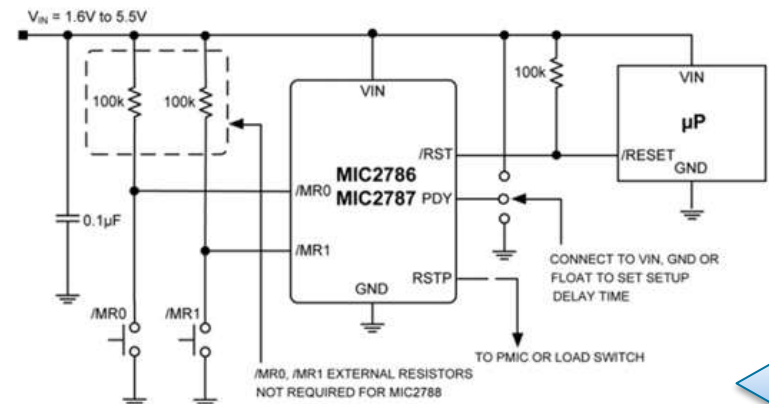 V_IN = 1.6V to 5.5V
100k
100k
100k
VIN
VIN
µP
/RST
/RESET
GND
MIC2786
MIC2787
/MR0
PDY
0.1µF
/MR1
CONNECT TO VIN, GND OR
FLOAT TO SET SETUP
DELAY TIME
RSTP
GND
/MR0
/MR1
TO PMIC OR LOAD SWITCH
/MR0, /MR1 EXTERNAL RESISTORS
NOT REQUIRED FOR MIC2788